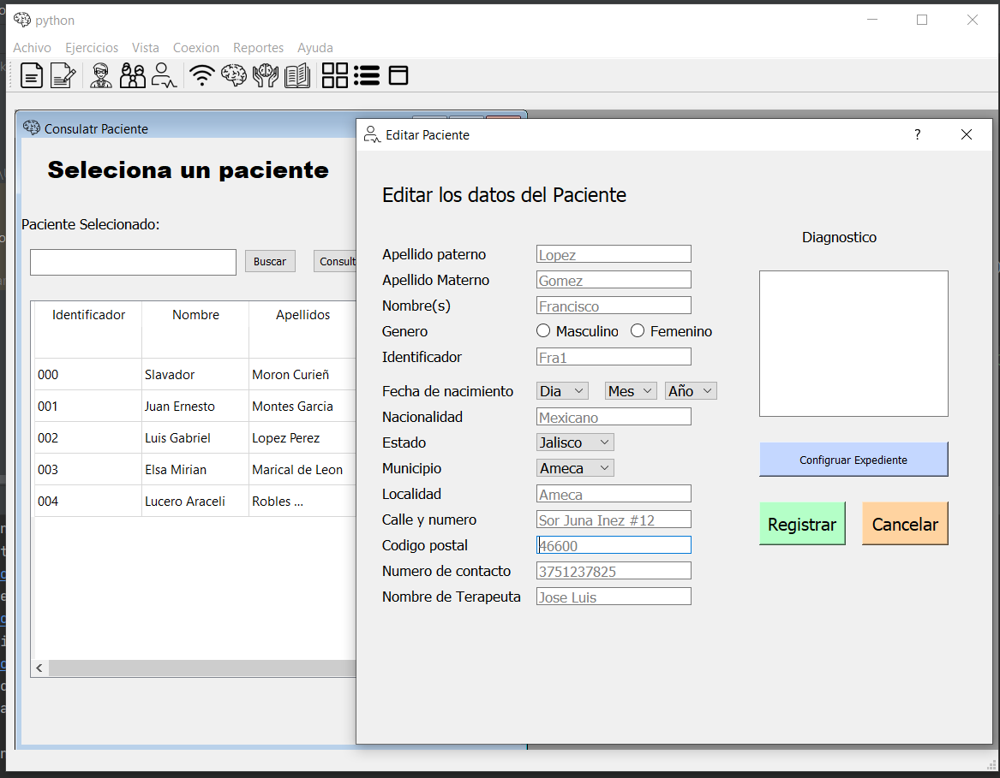 python
Achivo Ejercicios Vista Coexion Reportes Ayuda
Consulatr Paciente
Seleciona un paciente
Paciente Selecionado:
Buscar Consult
Identificador Nombre Apellidos
000 Slavador Moron Curieñ
001 Juan Ernesto Montes Garcia
002 Luis Gabriel Lopez Perez
003 Elsa Mirian Marical de Leon
004 Lucero Araceli Robles ...
Editar Paciente ?
Editar los datos del Paciente
Apellido paterno Lopez
Apellido Materno Gomez
Nombre(s) Francisco
Genero Masculino Femenino
Identificador Fra1
Fecha de nacimiento Dia Mes Año
Nacionalidad Mexicano
Estado Jalisco
Municipio Ameca
Localidad Ameca
Calle y numero Sor Juna Inez #12
Codigo postal 46600
Numero de contacto 3751237825
Nombre de Terapeuta Jose Luis
Diagnostico
Configruar Expediente
Registrar Cancelar